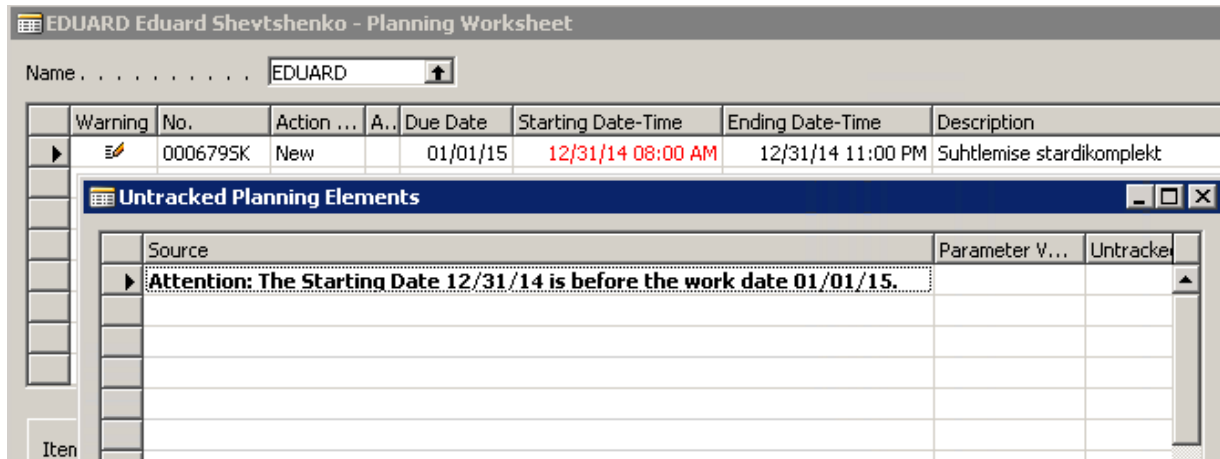 EDUARD Eduard Shevtshenko - Planning Worksheet
Name . . . . . . . . . . EDUARD
Warning No. Action ... A.. Due Date Starting Date-Time Ending Date-Time Description
0006795K New 01/01/15 12/31/14 08:00 AM 12/31/14 11:00 PM Suhtlemise stardikomplekt
Untracked Planning Elements
Source Parameter V... Untracked
Attention: The Starting Date 12/31/14 is before the work date 01/01/15.
Iten